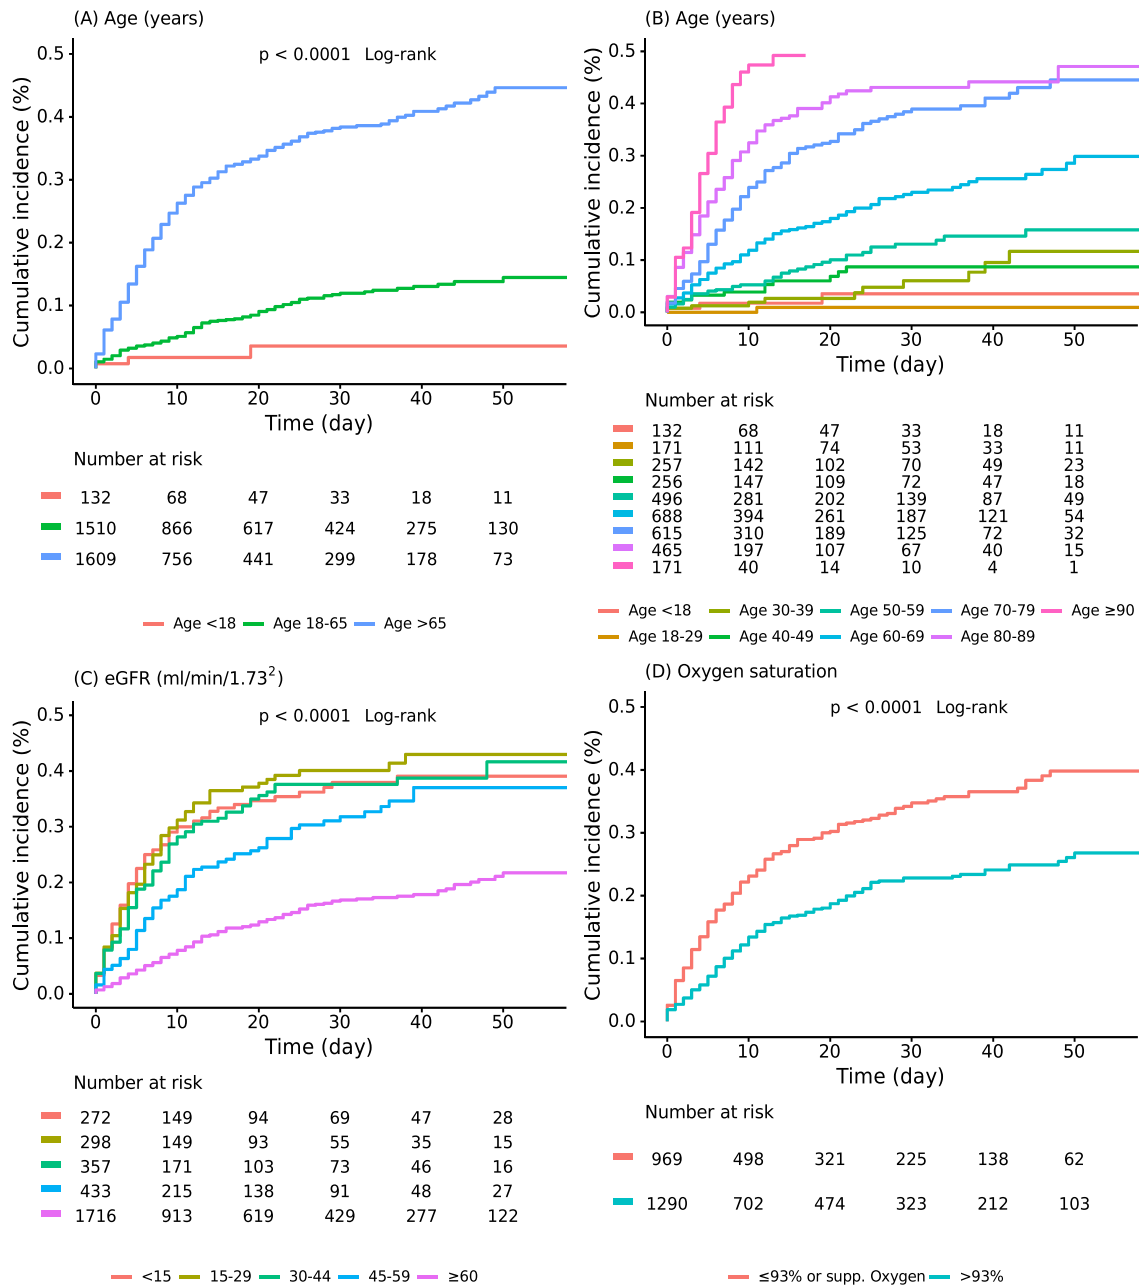 (A) Age (years)
p < 0.0001 Log-rank
Cumulative incidence (%)
0.5
0.4
0.3
0.2
0.1
0.0
0 10 20 30 40 50
Time (day)
Number at risk
132 68 47 33 18 11
1510 866 617 424 275 130
1609 756 441 299 178 73
Age <18 Age 18-65 Age >65
(B) Age (years)
Cumulative incidence (%)
0.5
0.4
0.3
0.2
0.1
0.0
0 10 20 30 40 50
Time (day)
Number at risk
132 68 47 33 18 11
171 111 74 53 33 11
257 142 102 70 49 23
256 147 109 72 47 18
496 281 202 139 87 49
688 394 261 187 121 54
615 310 189 125 72 32
465 197 107 67 40 15
171 40 14 10 4 1
Age <18 Age 30-39 Age 50-59 Age 70-79 Age ≥90
Age 18-29 Age 40-49 Age 60-69 Age 80-89
(C) eGFR (ml/min/1.73²)
p < 0.0001 Log-rank
Cumulative incidence (%)
0.5
0.4
0.3
0.2
0.1
0.0
0 10 20 30 40 50
Time (day)
Number at risk
272 149 94 69 47 28
298 149 93 55 35 15
357 171 103 73 46 16
433 215 138 91 48 27
1716 913 619 429 277 122
<15 15-29 30-44 45-59 ≥60
(D) Oxygen saturation
p < 0.0001 Log-rank
Cumulative incidence (%)
0.5
0.4
0.3
0.2
0.1
0.0
0 10 20 30 40 50
Time (day)
Number at risk
969 498 321 225 138 62
1290 702 474 323 212 103
≤93% or supp. Oxygen >93%